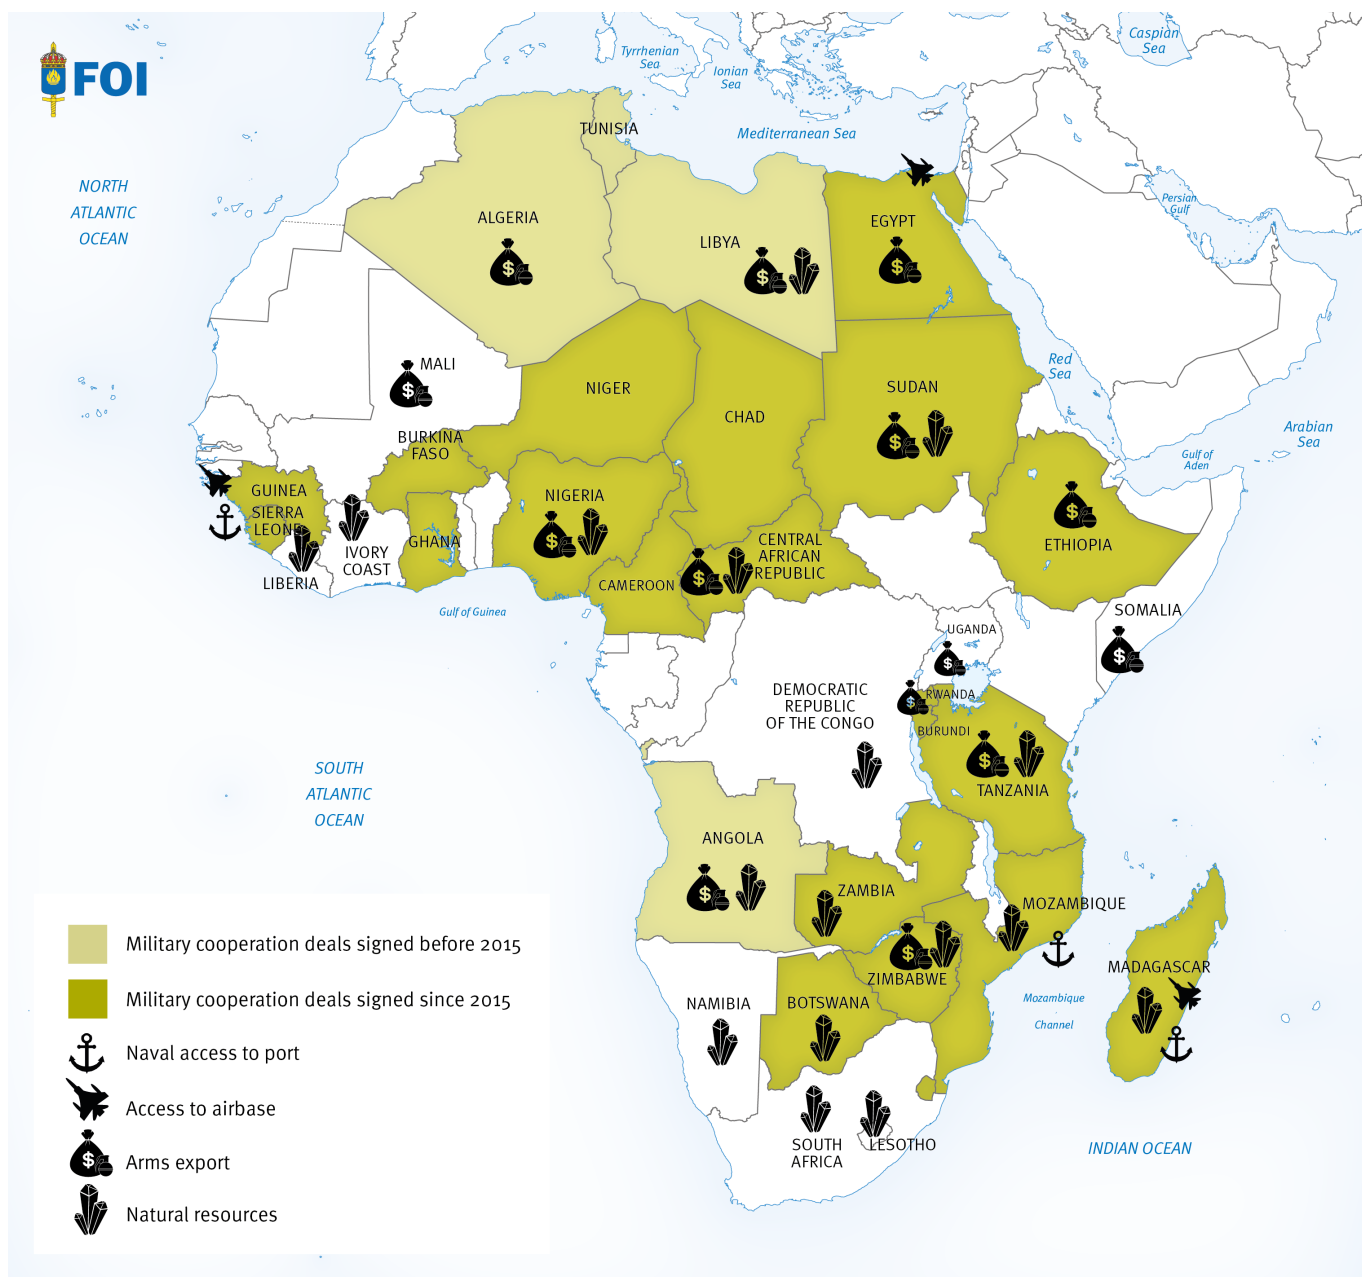 FOI
Caspian
Sea
Tyrrhenian
Sea
Ionian
Sea
Mediterranean Sea
TUNISIA
NORTH
ATLANTIC
OCEAN
Persian
Gulf
ALGERIA
LIBYA
EGYPT
$
$
$
MALI
$
NIGER
CHAD
SUDAN
$
Red
Sea
Arabian
Sea
Gulf of
Aden
BURKINA
FASO
GUINEA
SIERRA
LEONE
NIGERIA
$
IVORY
COAST
GHANA
LIBERIA
CENTRAL
AFRICAN
REPUBLIC
$
CAMEROON
ETHIOPIA
$
Gulf of Guinea
SOMALIA
$
UGANDA
$
DEMOCRATIC
REPUBLIC
OF THE CONGO
RWANDA
$
BURUNDI
TANZANIA
$
SOUTH
ATLANTIC
OCEAN
ANGOLA
$
ZAMBIA
MOZAMBIQUE
ZIMBABWE
$
MADAGASCAR
NAMIBIA
BOTSWANA
Mozambique
Channel
SOUTH
AFRICA
LESOTHO
INDIAN OCEAN
Military cooperation deals signed before 2015
Military cooperation deals signed since 2015
Naval access to port
Access to airbase
$
Arms export
Natural resources